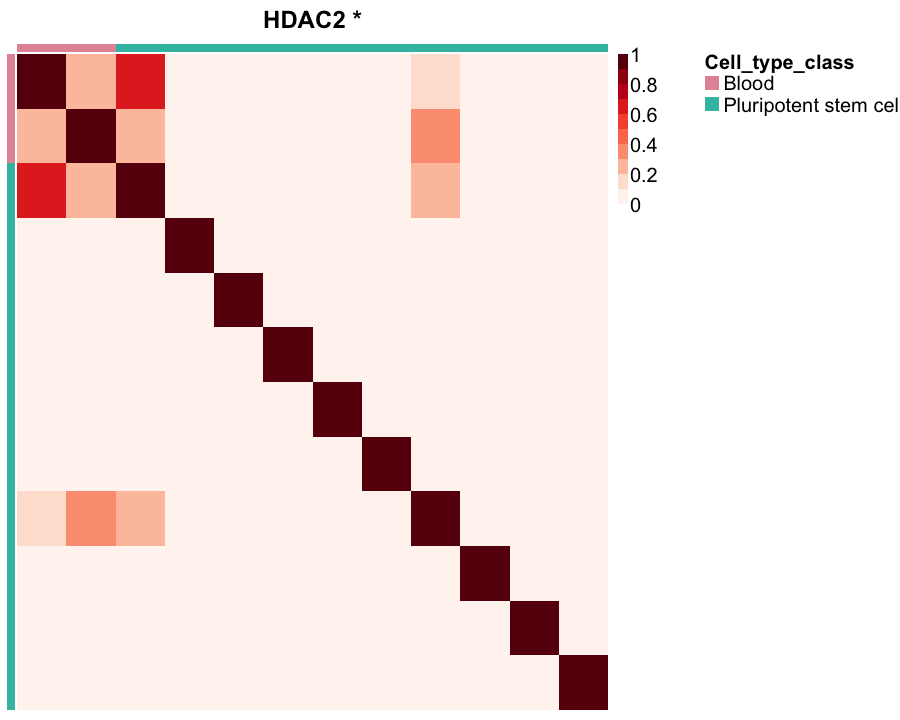 HDAC2 *
1
0.8
0.6
0.4
0.2
0
Cell_type_class
Blood
Pluripotent stem cel